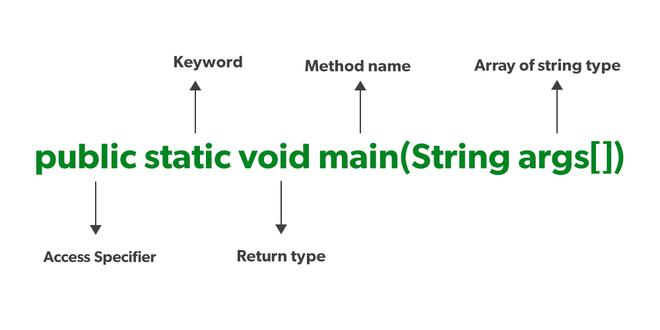 Keyword
Method name
Array of string type
public static void main(String args[])
Access Specifier
Return type